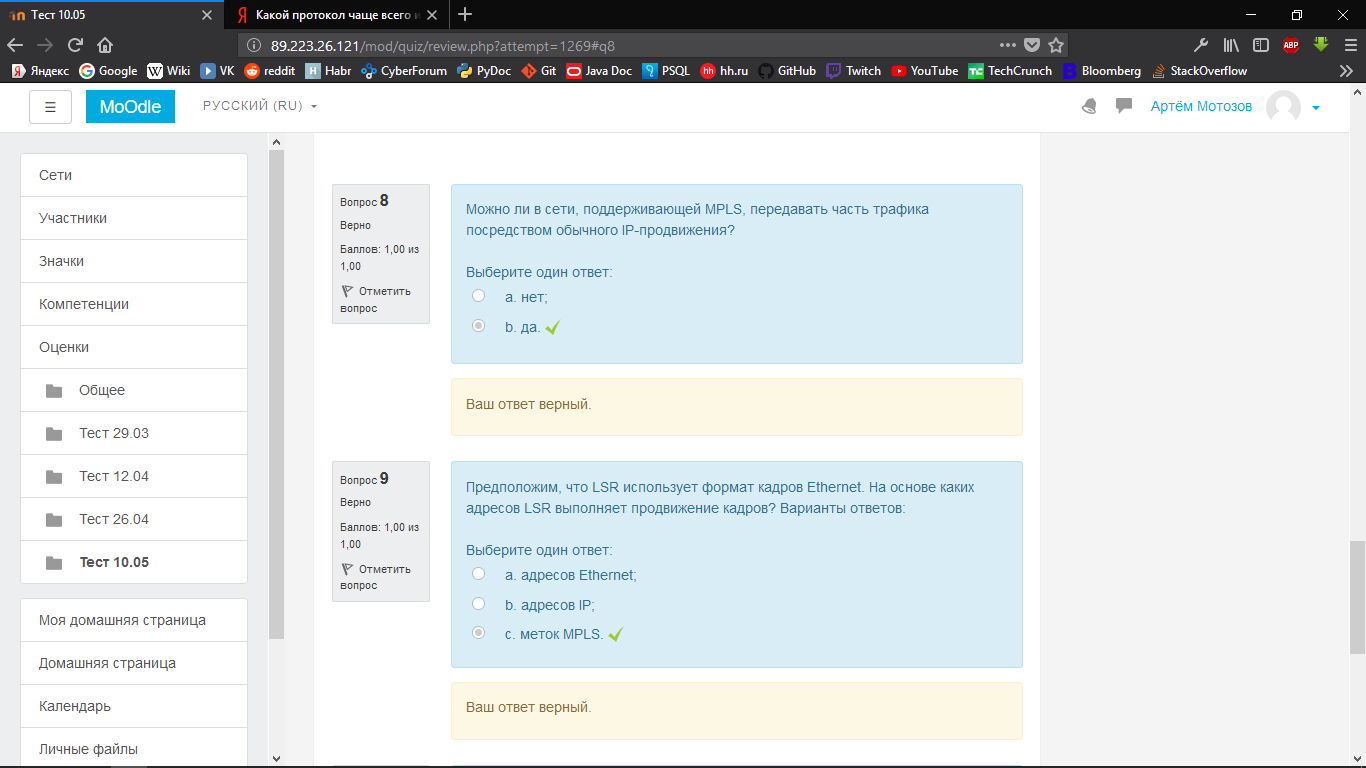 Тест 10.05
Какой протокол чаще всего и
89.223.26.121/mod/quiz/review.php?attempt=1269#q8
ABP
Яндекс Google Wiki VK reddit Habr CyberForum PyDoc Git Java Doc PSQL hh.ru GitHub Twitch YouTube TechCrunch Bloomberg StackOverflow
MoOdle
РУССКИЙ (RU)
Артём Мотозов
Сети
Участники
Значки
Компетенции
Оценки
Общее
Тест 29.03
Тест 12.04
Тест 26.04
Тест 10.05
Моя домашняя страница
Домашняя страница
Календарь
Личные файлы
Вопрос 8
Верно
Баллов: 1,00 из
1,00
Отметить
вопрос
Можно ли в сети, поддерживающей MPLS, передавать часть трафика
посредством обычного IP-продвижения?
Выберите один ответ:
a. нет;
b. да.
Ваш ответ верный.
Вопрос 9
Верно
Баллов: 1,00 из
1,00
Отметить
вопрос
Предположим, что LSR использует формат кадров Ethernet. На основе каких
адресов LSR выполняет продвижение кадров? Варианты ответов:
Выберите один ответ:
a. адресов Ethernet;
b. адресов IP;
c. меток MPLS.
Ваш ответ верный.